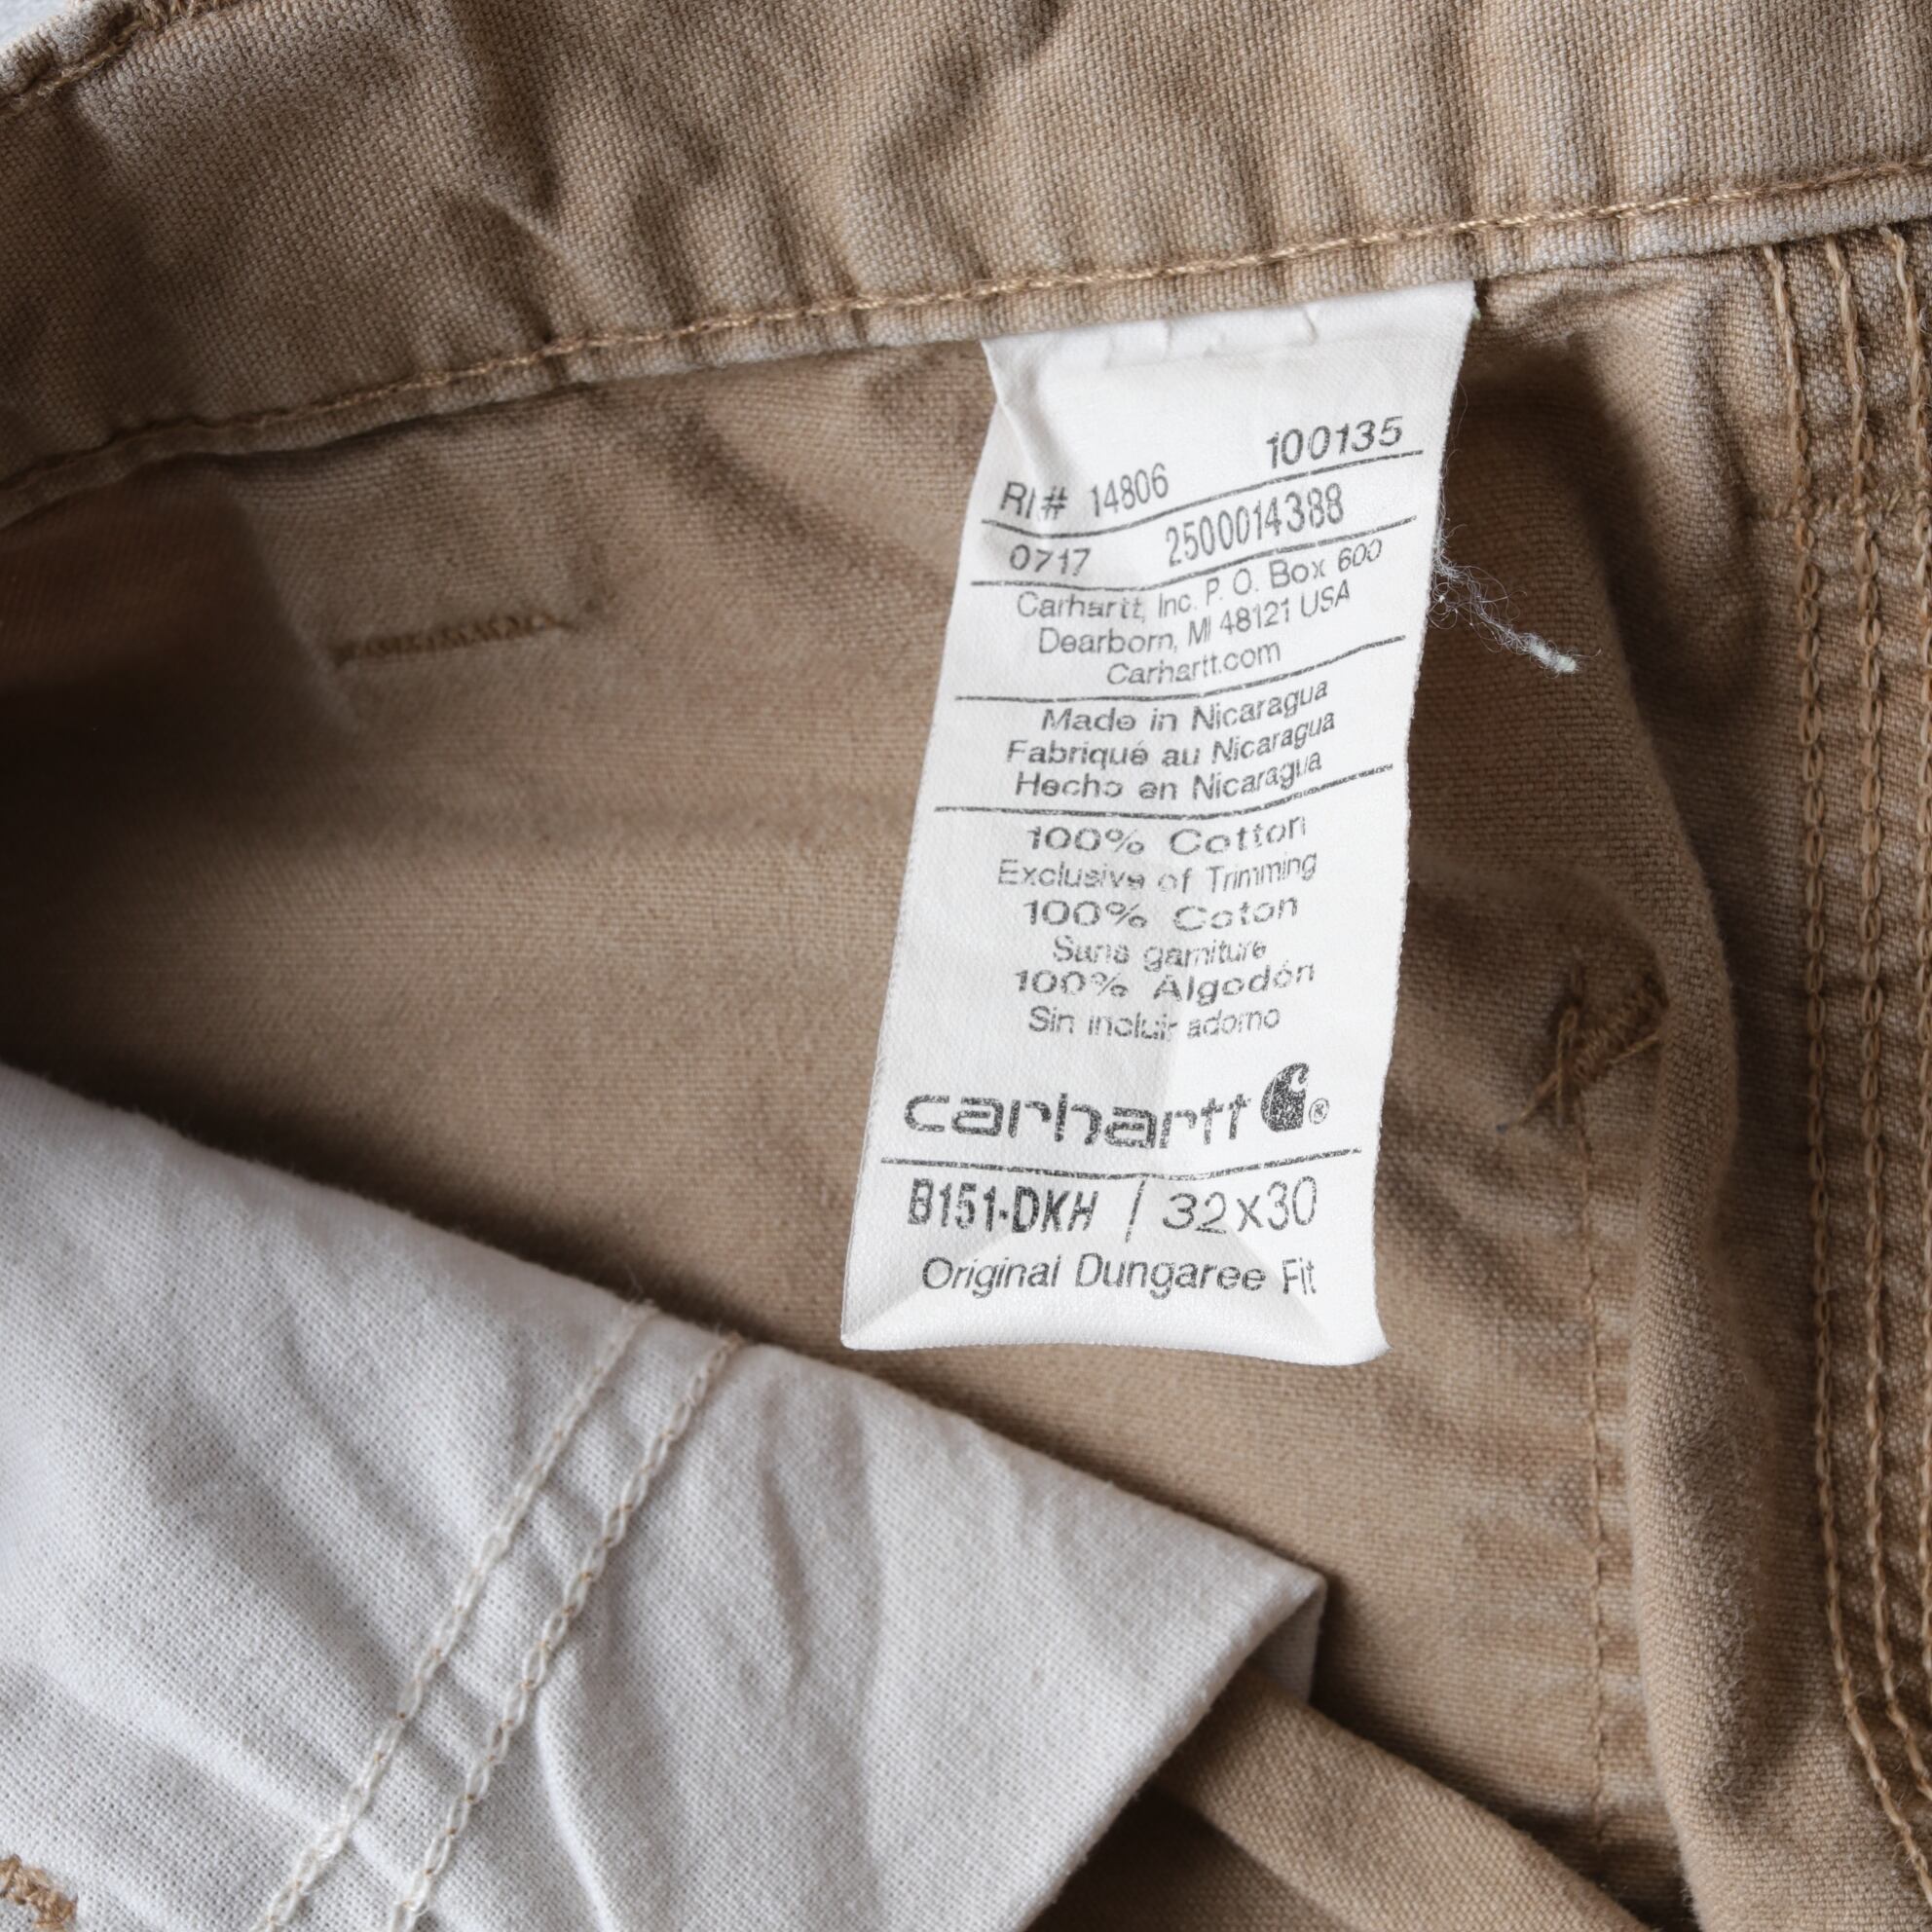 100135
RI# 14806
0717 2500014388
Carhartt, Inc. P. O. Box 600
Dearborn, MI 48121 USA
Carhartt.com
Made in Nicaragua
Fabriqué au Nicaragua
Hecho en Nicaragua
100% Cotton
Exclusive of Trimming
100% Coton
Sans garniture
100% Algodón
Sin incluir adorno
carhartt ®
B151-DKH / 32x30
Original Dungaree Fit